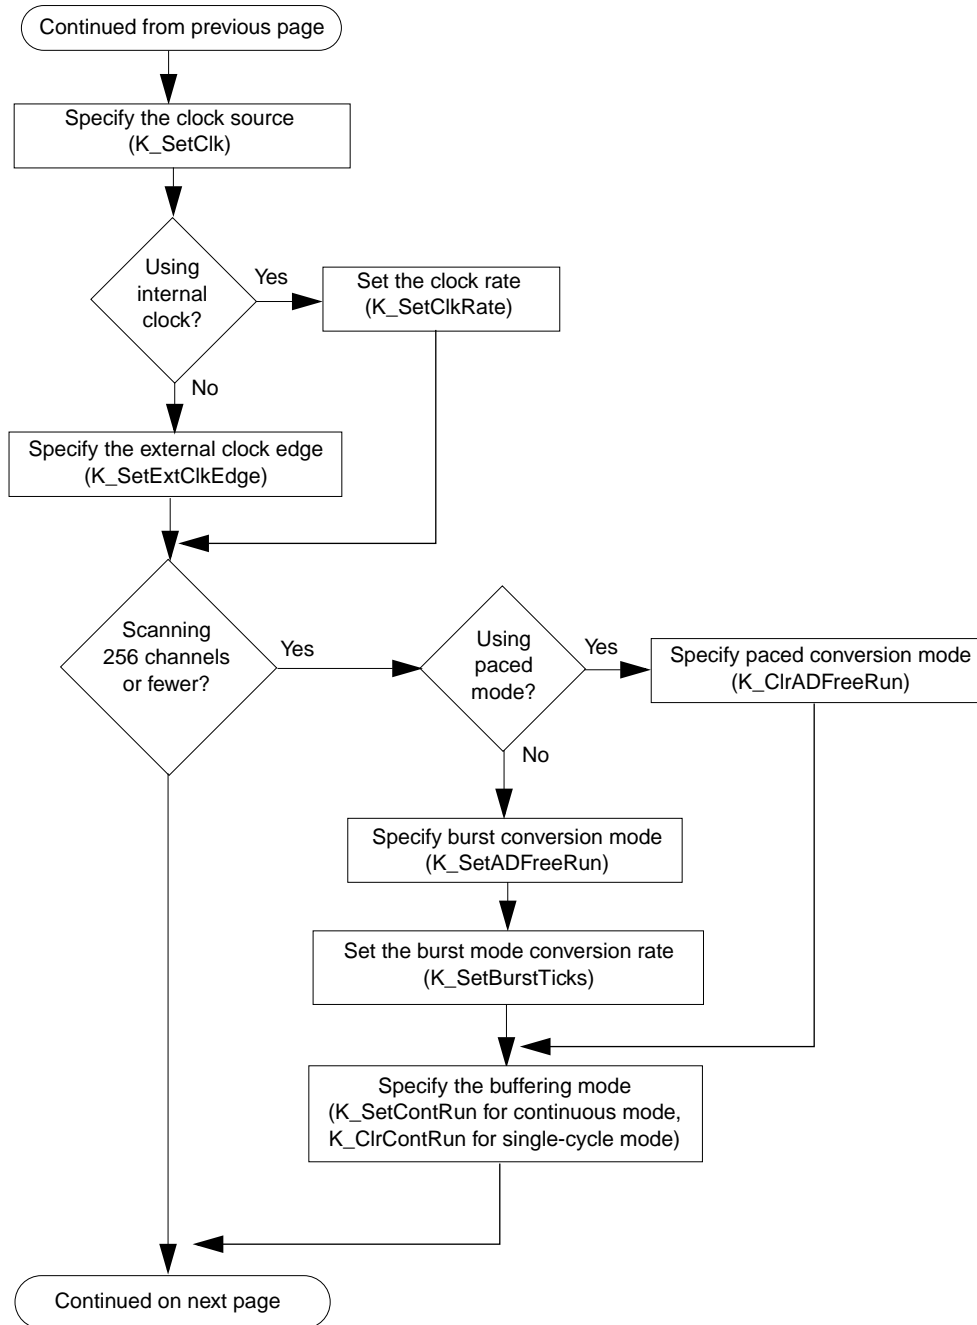 Continued from previous page
Specify the clock source
(K_SetClk)
Using
internal
clock?
Yes
Set the clock rate
(K_SetClkRate)
No
Specify the external clock edge
(K_SetExtClkEdge)
Scanning
256 channels
or fewer?
Yes
Using
paced
mode?
Yes
Specify paced conversion mode
(K_ClrADFreeRun)
No
Specify burst conversion mode
(K_SetADFreeRun)
Set the burst mode conversion rate
(K_SetBurstTicks)
Specify the buffering mode
(K_SetContRun for continuous mode,
K_ClrContRun for single-cycle mode)
Continued on next page